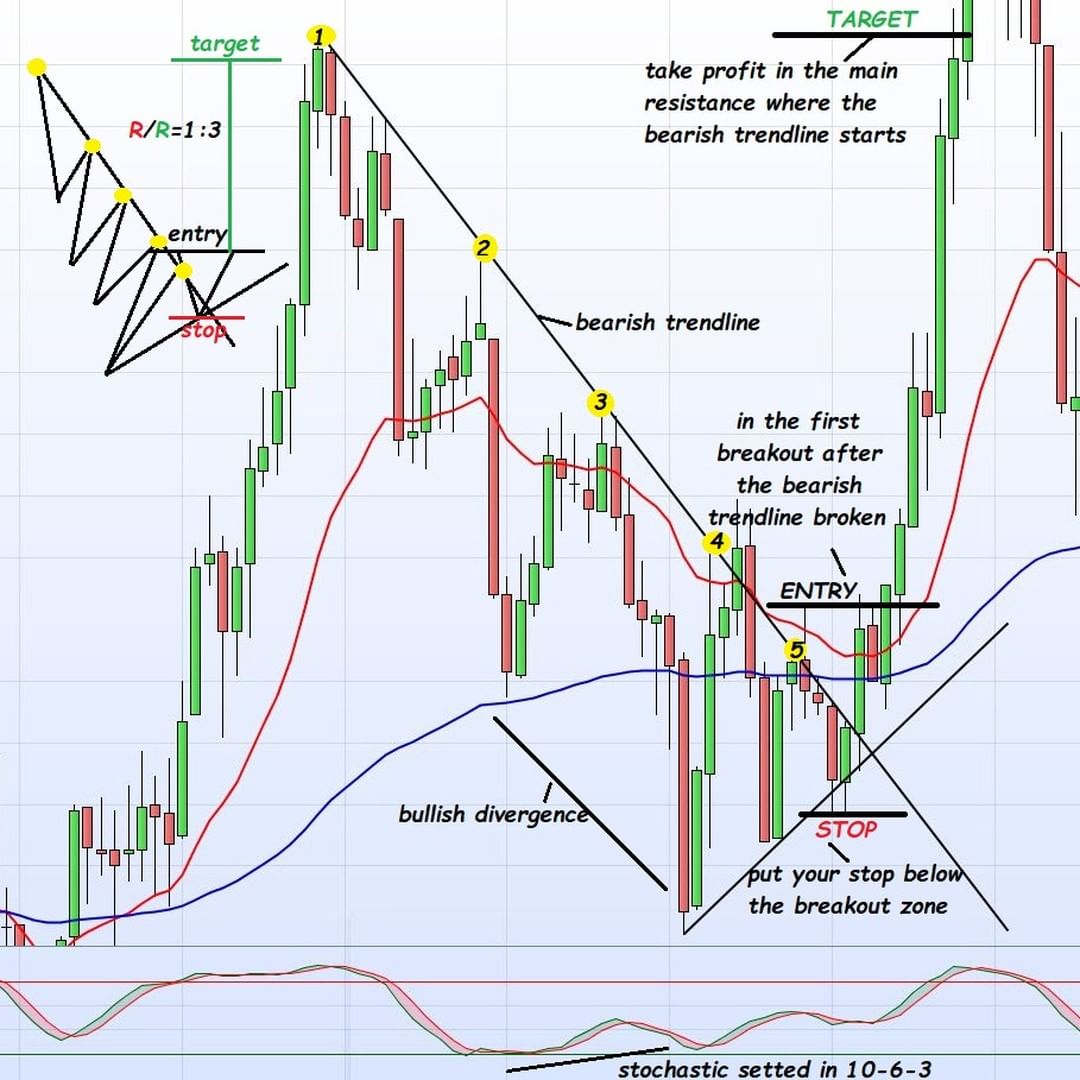 target
R/R=1:3
entry
stop
1
2
bearish trendline
3
4
5
TARGET
take profit in the main
resistance where the
bearish trendline starts
in the first
breakout after
the bearish
trendline broken
ENTRY
bullish divergence
STOP
put your stop below
the breakout zone
stochastic setted in 10-6-3